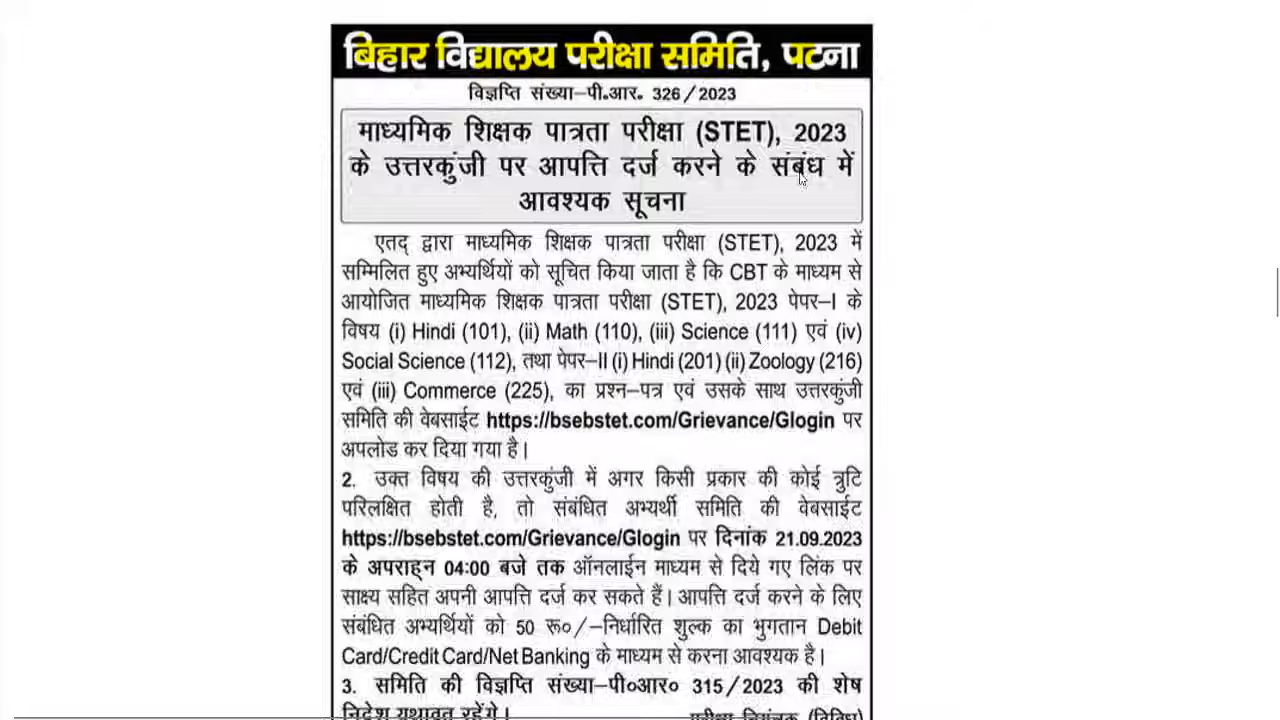 बिहार विद्यालय परीक्षा समिति, पटना
विज्ञप्ति संख्या–पी.आर. 326/2023
माध्यमिक शिक्षक पात्रता परीक्षा (STET), 2023
के उत्तरकुंजी पर आपत्ति दर्ज करने के संबंध में
आवश्यक सूचना
एतद् द्वारा माध्यमिक शिक्षक पात्रता परीक्षा (STET), 2023 में
सम्मिलित हुए अभ्यर्थियों को सूचित किया जाता है कि CBT के माध्यम से
आयोजित माध्यमिक शिक्षक पात्रता परीक्षा (STET), 2023 पेपर–I के
विषय (i) Hindi (101), (ii) Math (110), (iii) Science (111) एवं (iv)
Social Science (112), तथा पेपर–II (i) Hindi (201) (ii) Zoology (216)
एवं (iii) Commerce (225), का प्रश्न–पत्र एवं उसके साथ उत्तरकुंजी
समिति की वेबसाईट https://bsebstet.com/Grievance/Glogin पर
अपलोड कर दिया गया है।
2. उक्त विषय की उत्तरकुंजी में अगर किसी प्रकार की कोई त्रुटि
परिलक्षित होती है, तो संबंधित अभ्यर्थी समिति की वेबसाईट
https://bsebstet.com/Grievance/Glogin पर दिनांक 21.09.2023
के अपराह्न 04:00 बजे तक ऑनलाईन माध्यम से दिये गए लिंक पर
साक्ष्य सहित अपनी आपत्ति दर्ज कर सकते हैं। आपत्ति दर्ज करने के लिए
संबंधित अभ्यर्थियों को 50 रू०/–निर्धारित शुल्क का भुगतान Debit
Card/Credit Card/Net Banking के माध्यम से करना आवश्यक है।
3. समिति की विज्ञप्ति संख्या–पी०आर० 315/2023 की शेष
निदेश यथावत रहेंगे।
परीक्षा नियंत्रक (विविध)